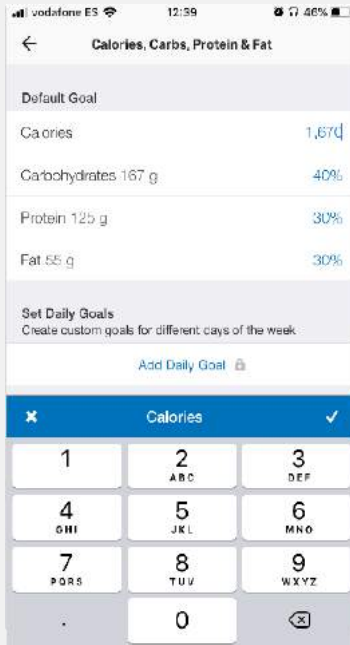 vodafone ES 12:39 46%
Calories, Carbs, Protein & Fat
Default Goal
Calories 1,670
Carbohydrates 167 g 40%
Protein 125 g 30%
Fat 55 g 30%
Set Daily Goals
Create custom goals for different days of the week
Add Daily Goal
Calories
1 2 3
ABC DEF
4 5 6
GHI JKL MNO
7 8 9
PQRS TUV WXYZ
. 0